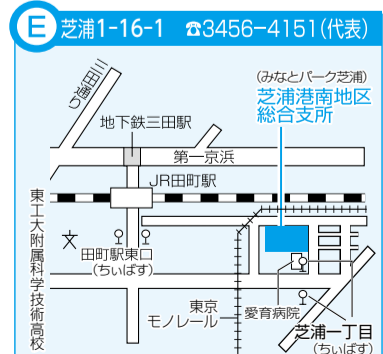 E 芝浦1-16-1 ☎3456-4151(代表)
三田通り
(みなとパーク芝浦)
芝浦港南地区
総合支所
地下鉄三田駅
第一京浜
JR田町駅
東工大附属科学技術高校
文
田町駅東口
(ちぃばす)
東京
モノレール
愛育病院
芝浦一丁目
(ちぃばす)